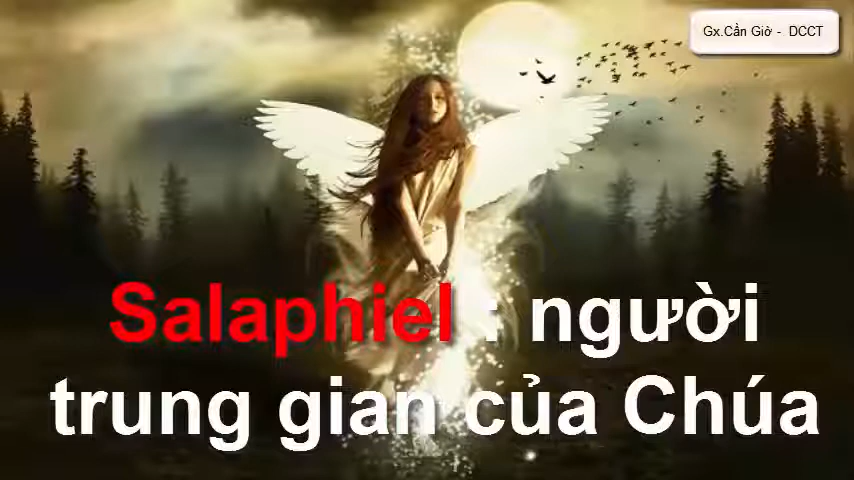 Gx.Cần Giờ - DCCT
Salaphiel : người
trung gian của Chúa